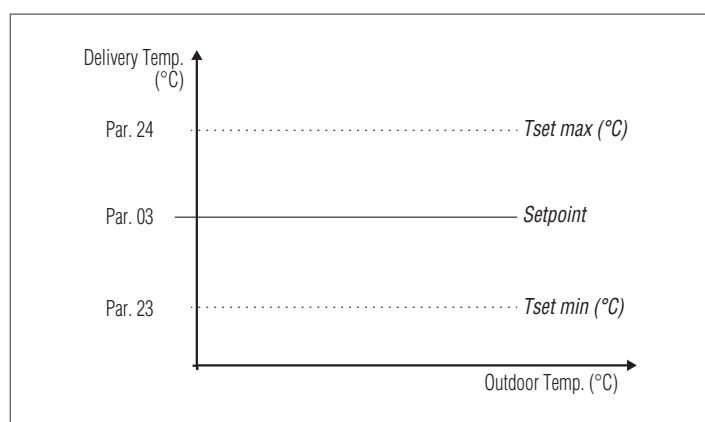 Delivery Temp.
(°C)
Par. 24
Tset max (°C)
Par. 03
Setpoint
Par. 23
Tset min (°C)
Outdoor Temp. (°C)